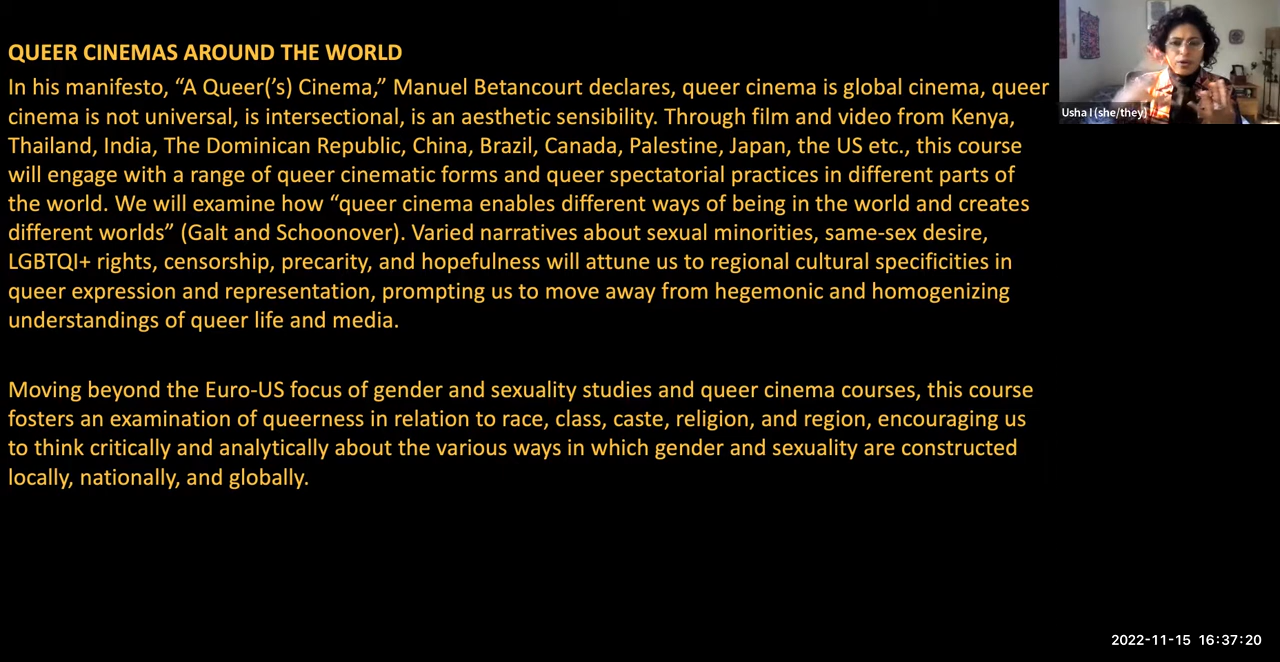 QUEER CINEMAS AROUND THE WORLD
In his manifesto, “A Queer(’s) Cinema,” Manuel Betancourt declares, queer cinema is global cinema, queer
cinema is not universal, is intersectional, is an aesthetic sensibility. Through film and video from Kenya,
Thailand, India, The Dominican Republic, China, Brazil, Canada, Palestine, Japan, the US etc., this course
will engage with a range of queer cinematic forms and queer spectatorial practices in different parts of
the world. We will examine how “queer cinema enables different ways of being in the world and creates
different worlds” (Galt and Schoonover). Varied narratives about sexual minorities, same-sex desire,
LGBTQI+ rights, censorship, precarity, and hopefulness will attune us to regional cultural specificities in
queer expression and representation, prompting us to move away from hegemonic and homogenizing
understandings of queer life and media.
Moving beyond the Euro-US focus of gender and sexuality studies and queer cinema courses, this course
fosters an examination of queerness in relation to race, class, caste, religion, and region, encouraging us
to think critically and analytically about the various ways in which gender and sexuality are constructed
locally, nationally, and globally.
Usha I (she/they)
2022-11-15 16:37:20